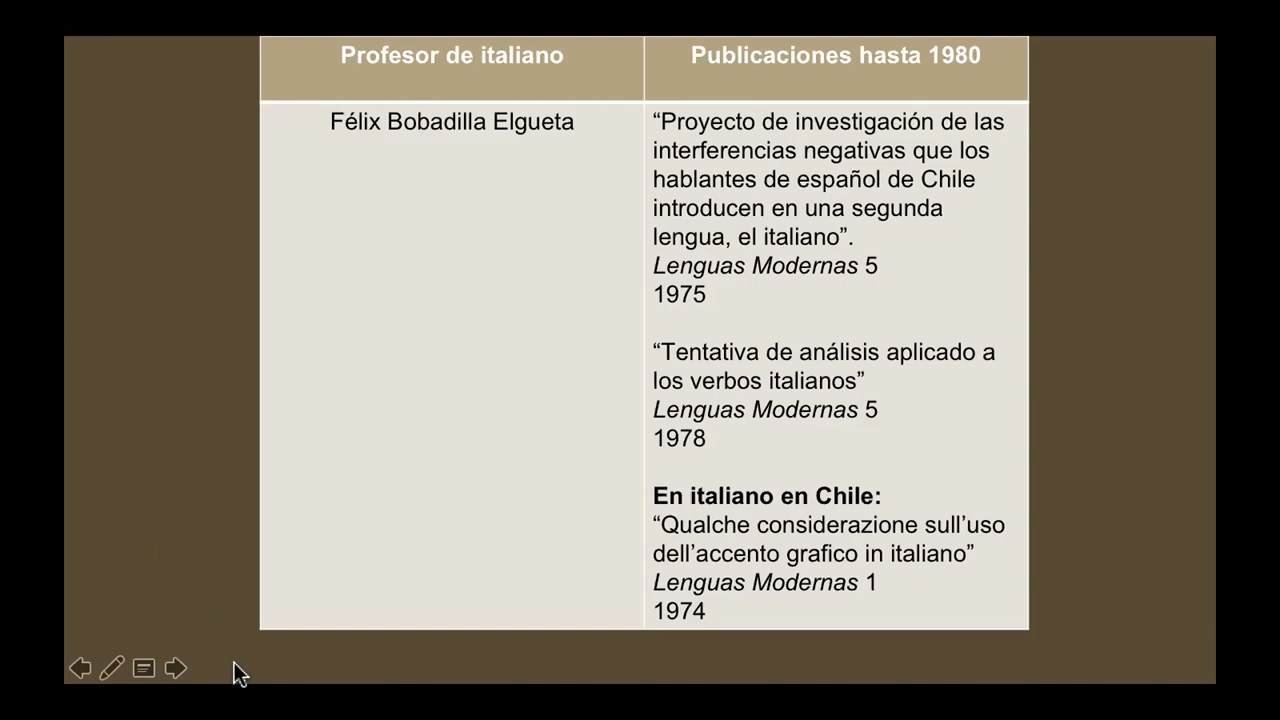 Profesor de italiano
Publicaciones hasta 1980
Félix Bobadilla Elgueta
“Proyecto de investigación de las
interferencias negativas que los
hablantes de español de Chile
introducen en una segunda
lengua, el italiano”.
Lenguas Modernas 5
1975
“Tentativa de análisis aplicado a
los verbos italianos”
Lenguas Modernas 5
1978
En italiano en Chile:
“Qualche considerazione sull’uso
dell’accento grafico in italiano”
Lenguas Modernas 1
1974